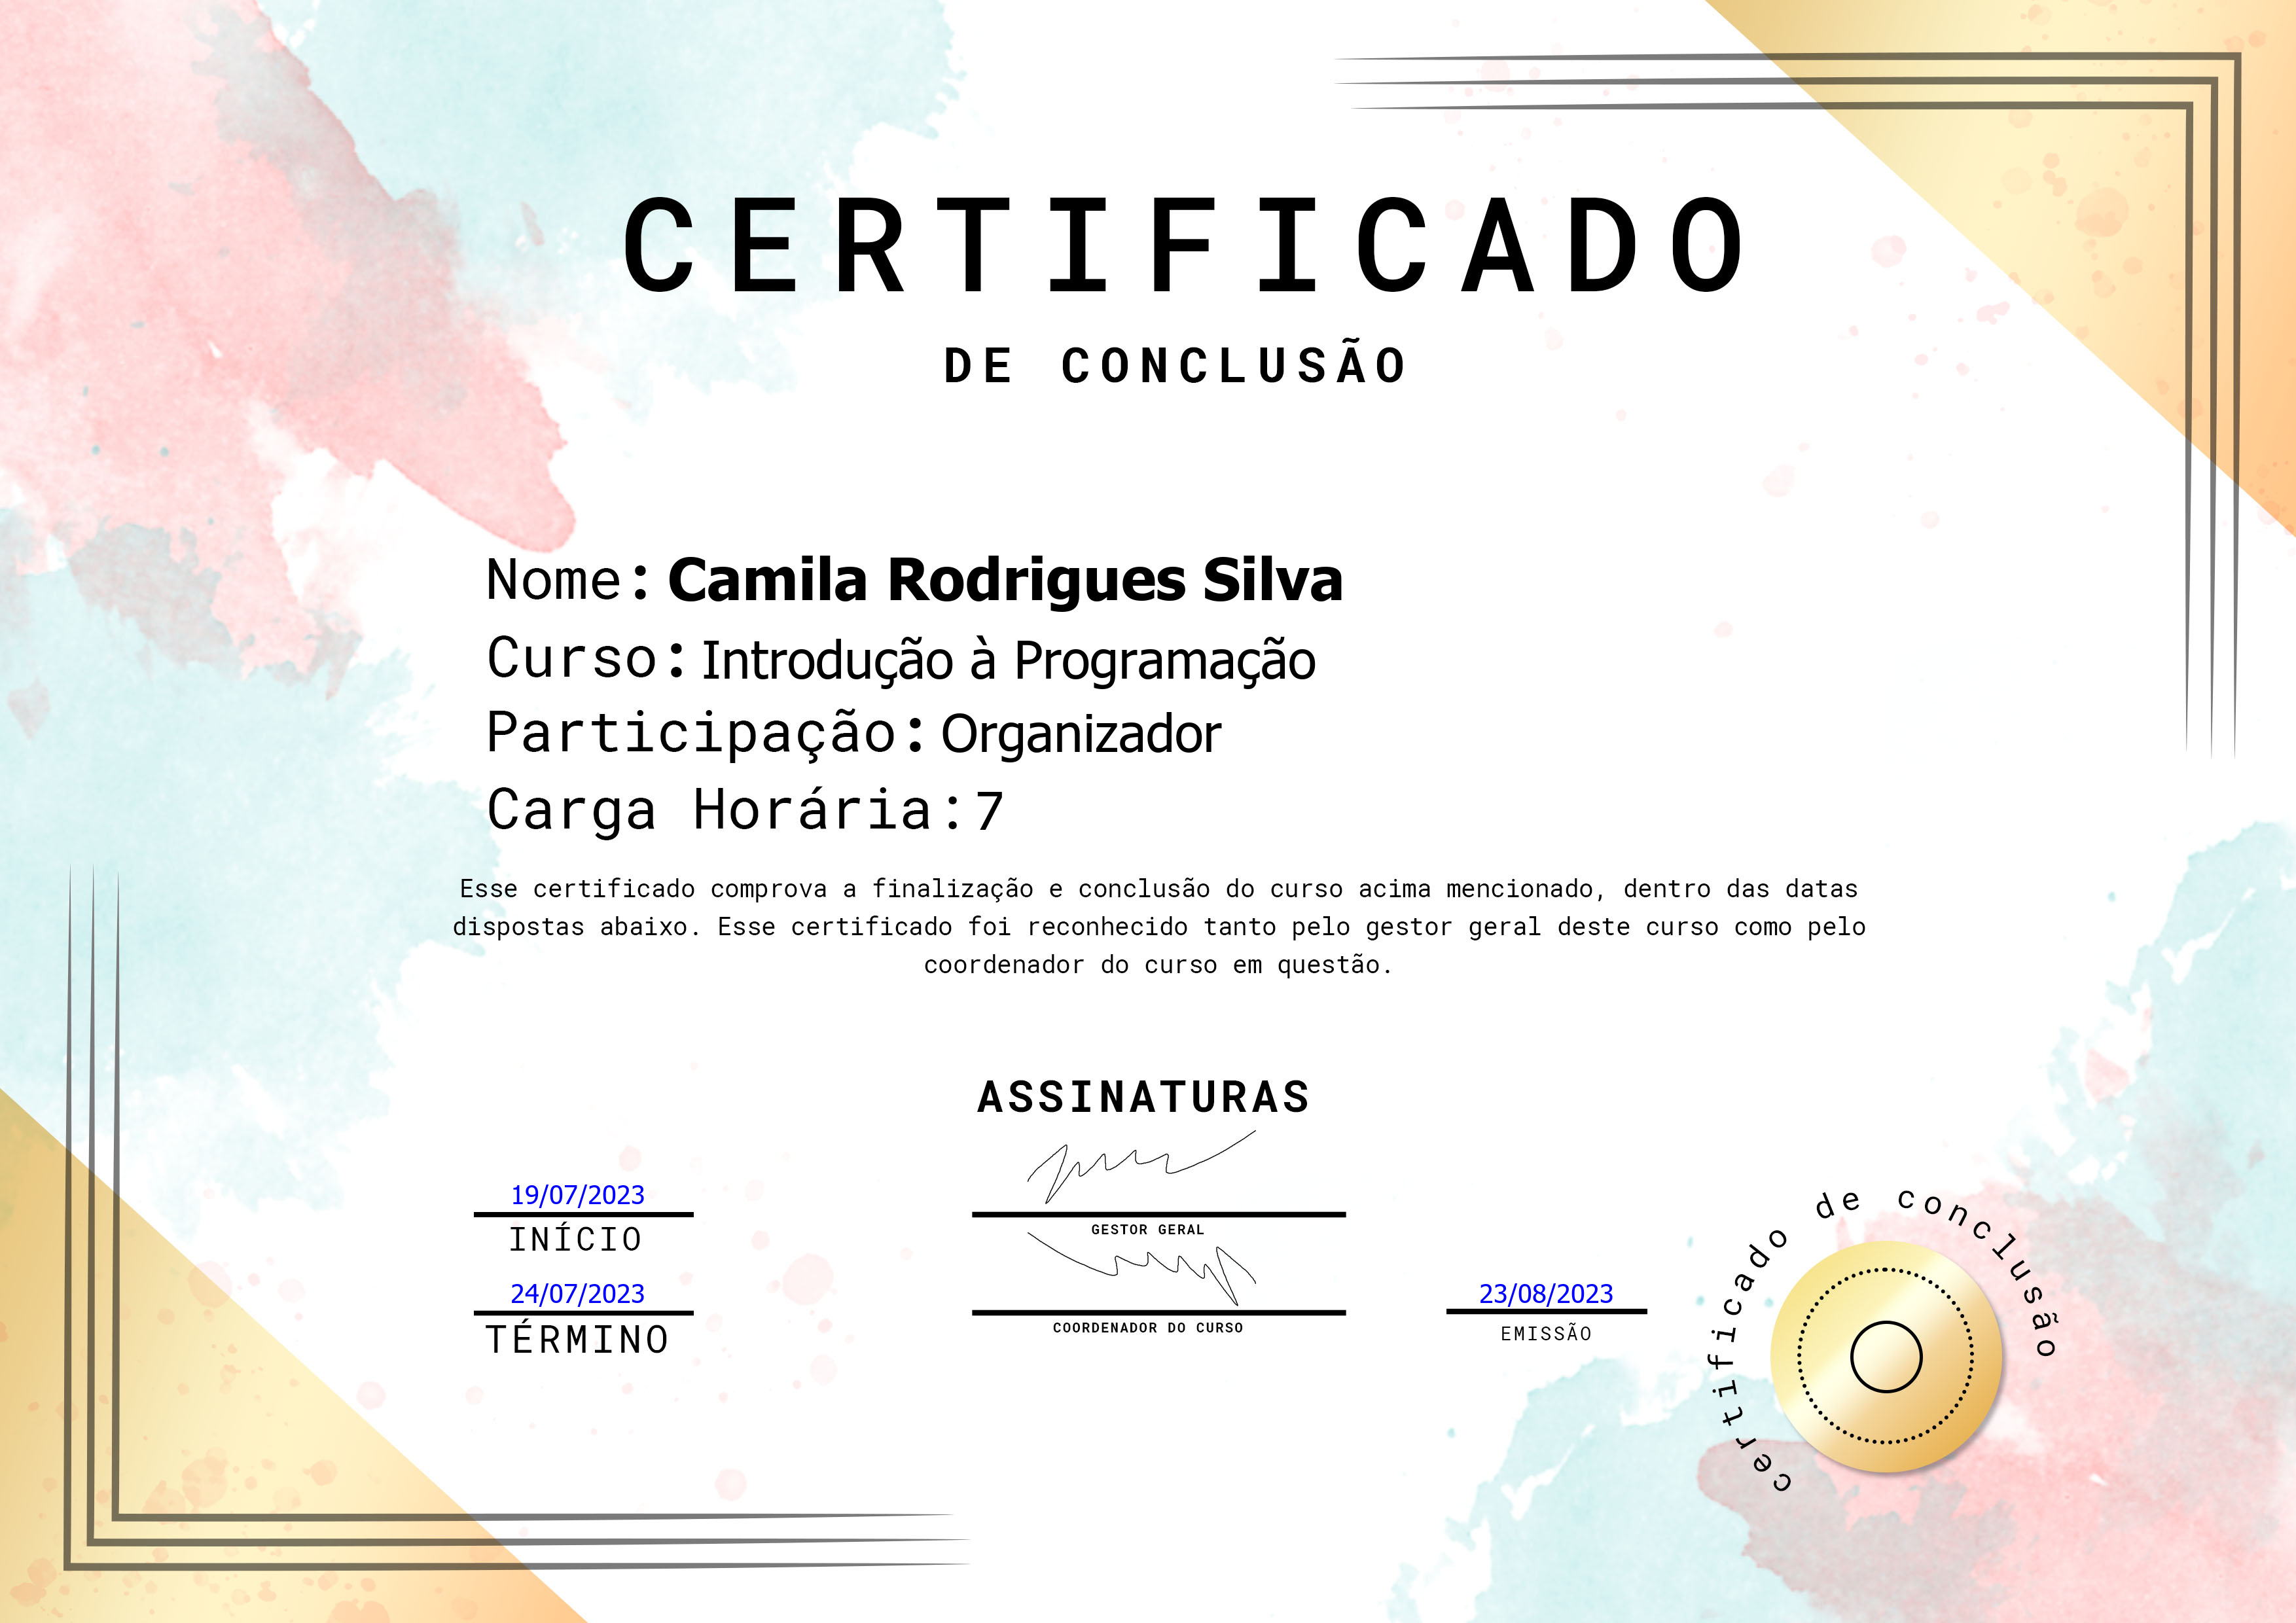 CERTIFICADO
DE CONCLUSÃO
Nome: Camila Rodrigues Silva
Curso: Introdução à Programação
Participação: Organizador
Carga Horária: 7
Esse certificado comprova a finalização e conclusão do curso acima mencionado, dentro das datas
dispostas abaixo. Esse certificado foi reconhecido tanto pelo gestor geral deste curso como pelo
coordenador do curso em questão.
ASSINATURAS
19/07/2023
INÍCIO
GESTOR GERAL
24/07/2023
TÉRMINO
COORDENADOR DO CURSO
23/08/2023
EMISSÃO
certificado de conclusão